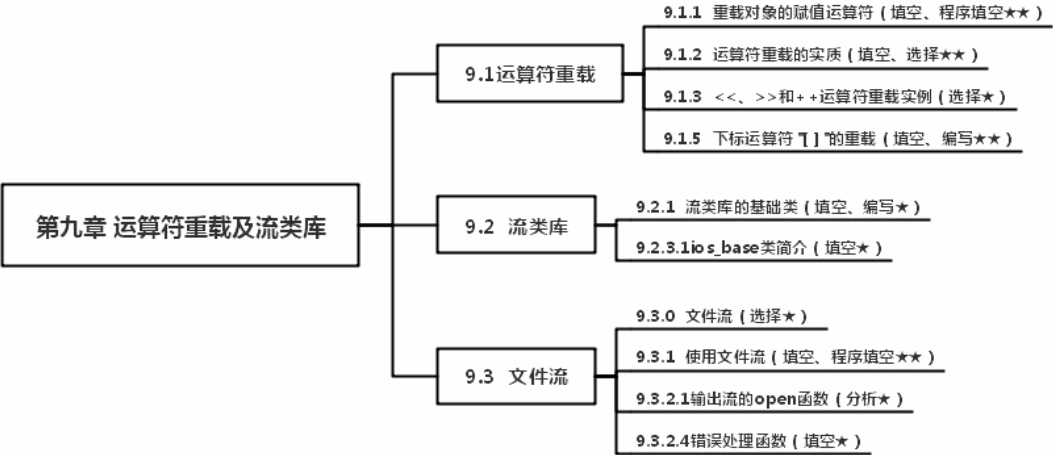 第九章 运算符重载及流类库
9.1运算符重载
9.1.1 重载对象的赋值运算符（填空、程序填空★★）
9.1.2 运算符重载的实质（填空、选择★★）
9.1.3 <<、>>和++运算符重载实例（选择★）
9.1.5 下标运算符"[ ]"的重载（填空、编写★★）
9.2 流类库
9.2.1 流类库的基础类（填空、编写★）
9.2.3.1ios_base类简介（填空★）
9.3 文件流
9.3.0 文件流（选择★）
9.3.1 使用文件流（填空、程序填空★★）
9.3.2.1输出流的open函数（分析★）
9.3.2.4错误处理函数（填空★）